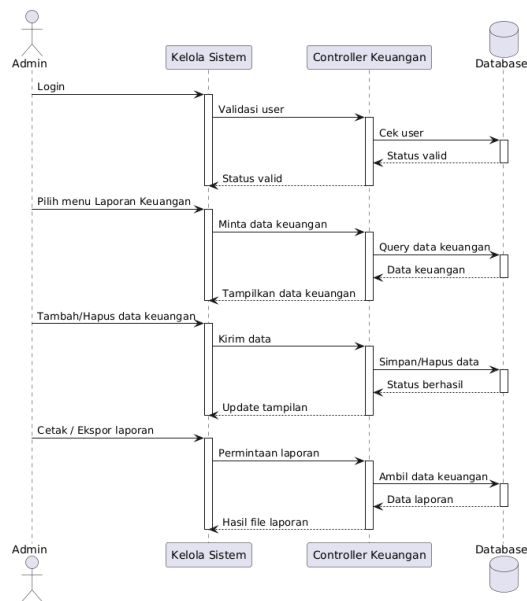 Admin
Kelola Sistem
Controller Keuangan
Database
Login
Validasi user
Cek user
Status valid
Status valid
Pilih menu Laporan Keuangan
Minta data keuangan
Query data keuangan
Data keuangan
Tampilkan data keuangan
Tambah/Hapus data keuangan
Kirim data
Simpan/Hapus data
Status berhasil
Update tampilan
Cetak / Ekspor laporan
Permintaan laporan
Ambil data keuangan
Data laporan
Hasil file laporan
Admin
Kelola Sistem
Controller Keuangan
Database